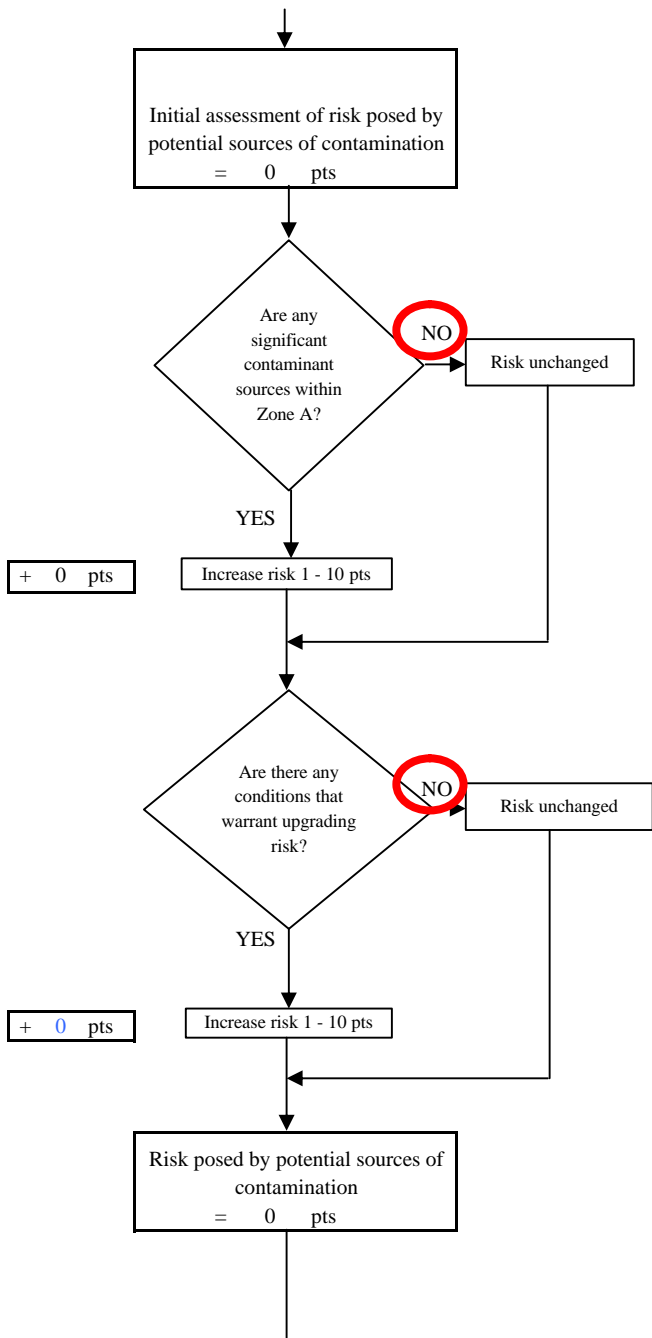 Initial assessment of risk posed by
potential sources of contamination
= 0 pts
Are any
significant
contaminant
sources within
Zone A?
NO
Risk unchanged
YES
+ 0 pts
Increase risk 1 - 10 pts
Are there any
conditions that
warrant upgrading
risk?
NO
Risk unchanged
YES
+ 0 pts
Increase risk 1 - 10 pts
Risk posed by potential sources of
contamination
= 0 pts